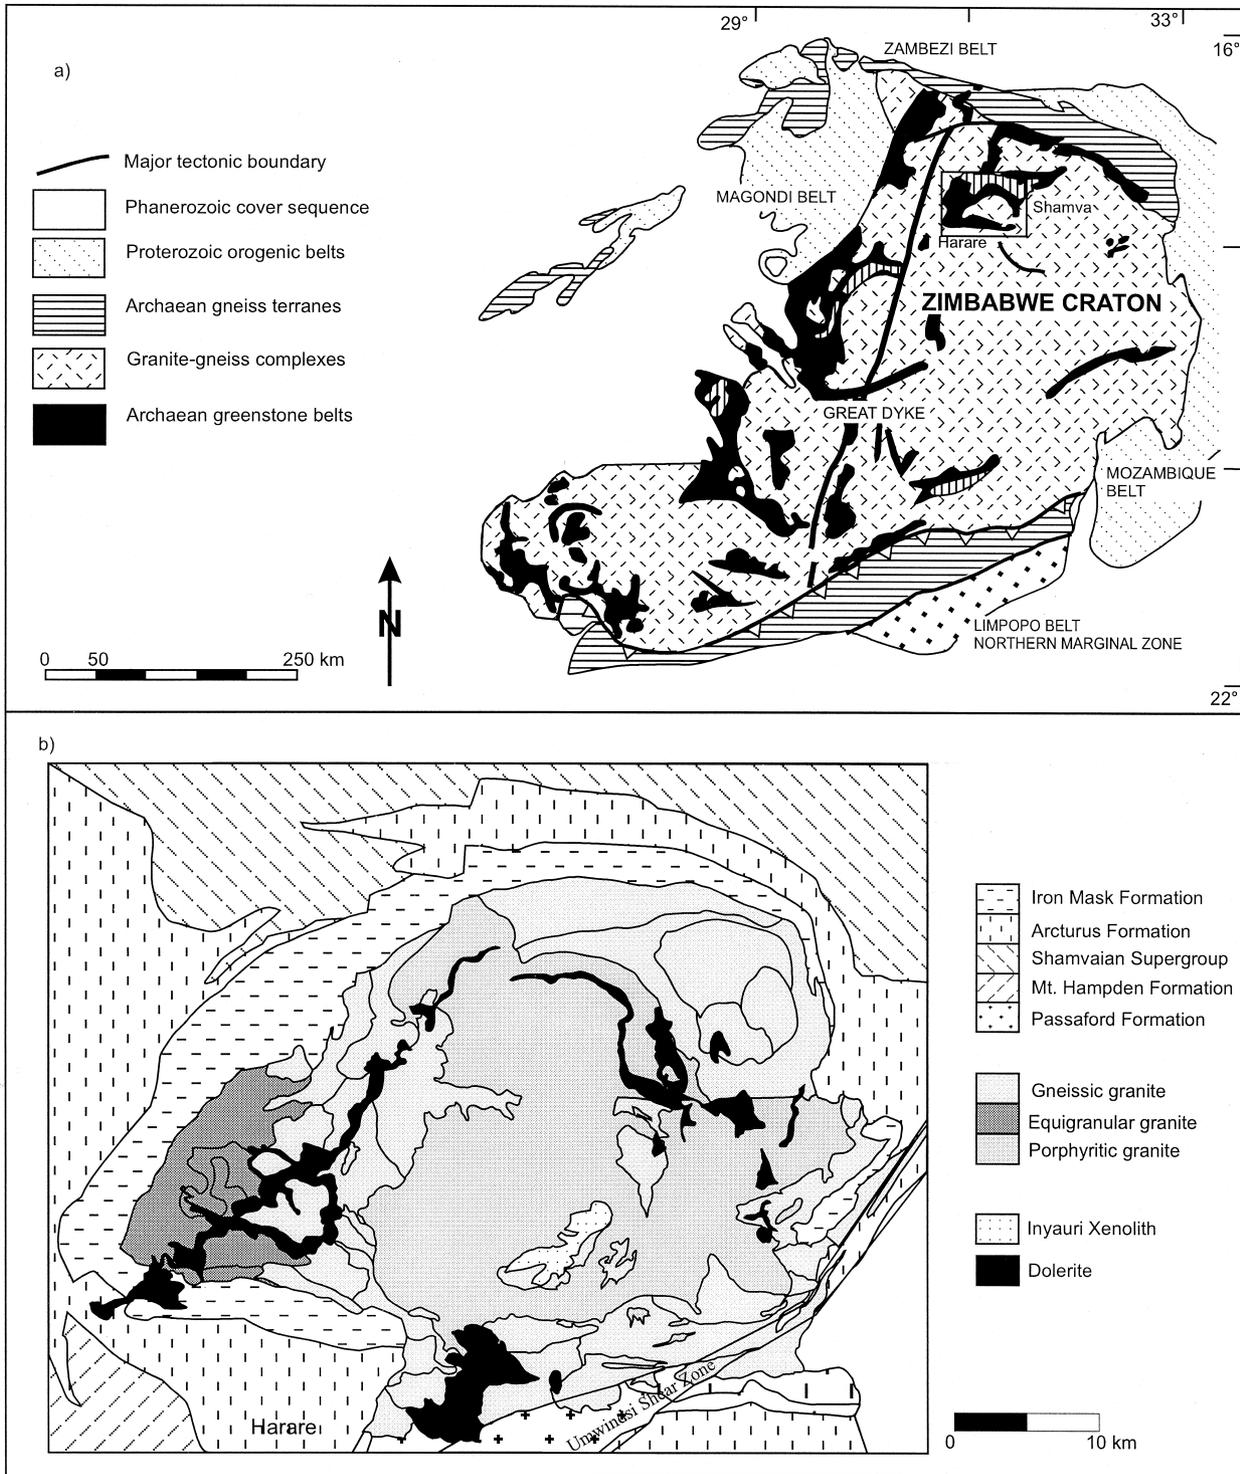 29°
33°
16°
ZAMBEZI BELT
a)
Major tectonic boundary
Phanerozoic cover sequence
MAGONDI BELT
Shamva
Harare
Proterozoic orogenic belts
Archaean gneiss terranes
ZIMBABWE CRATON
Granite-gneiss complexes
Archaean greenstone belts
GREAT DYKE
MOZAMBIQUE
BELT
N
LIMPOPO BELT
NORTHERN MARGINAL ZONE
0 50 250 km
22°
b)
Iron Mask Formation
Arcturus Formation
Shamvaian Supergroup
Mt. Hampden Formation
Passaford Formation
Gneissic granite
Equigranular granite
Porphyritic granite
Inyauri Xenolith
Dolerite
Umwindsi Shear Zone
Harare
0 10 km